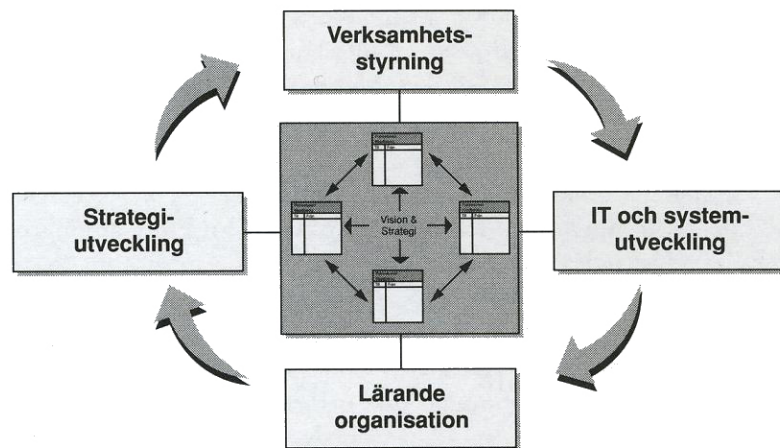 Verksamhets-
styrning
Strategi-
utveckling
Vision &
Strategi
IT och system-
utveckling
Lärande
organisation